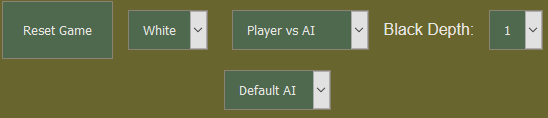 Reset Game White Player vs AI Black Depth: 1
Default AI